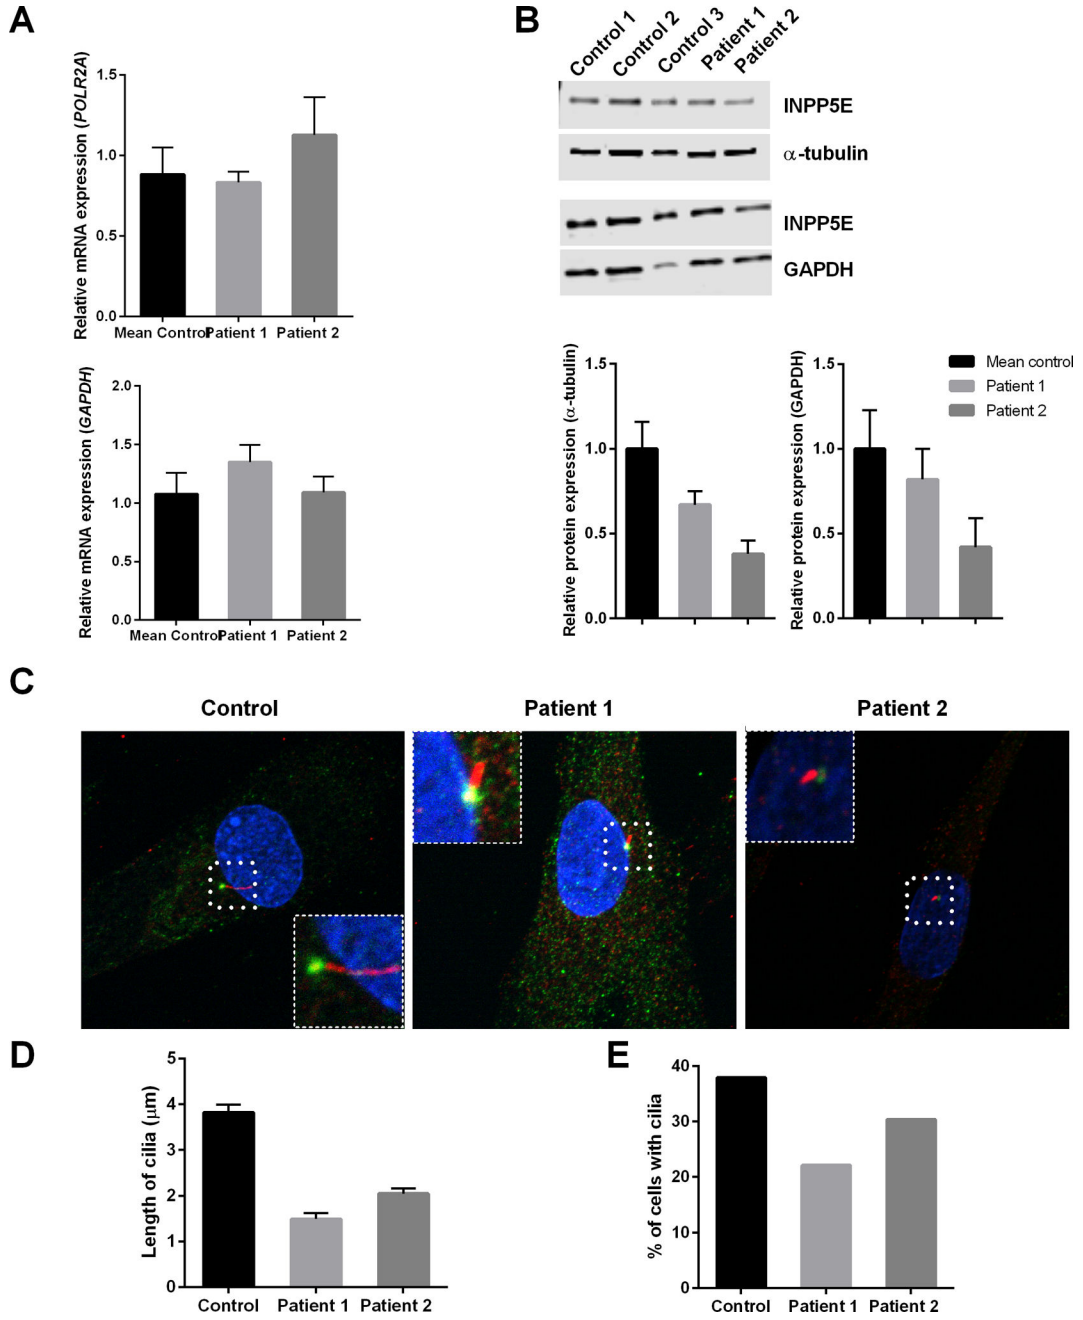 A
Relative mRNA expression (POLR2A)
1.5
1.0
0.5
0.0
Mean Control Patient 1 Patient 2
Relative mRNA expression (GAPDH)
2.0
1.5
1.0
0.5
0.0
Mean Control Patient 1 Patient 2
B
Control 1
Control 2
Control 3
Patient 1
Patient 2
INPP5E
α-tubulin
INPP5E
GAPDH
Relative protein expression (α-tubulin)
1.5
1.0
0.5
0.0
Relative protein expression (GAPDH)
1.5
1.0
0.5
0.0
Mean control
Patient 1
Patient 2
C
Control
Patient 1
Patient 2
D
Length of cilia (μm)
5
4
3
2
1
0
Control Patient 1 Patient 2
E
% of cells with cilia
40
30
20
10
0
Control Patient 1 Patient 2